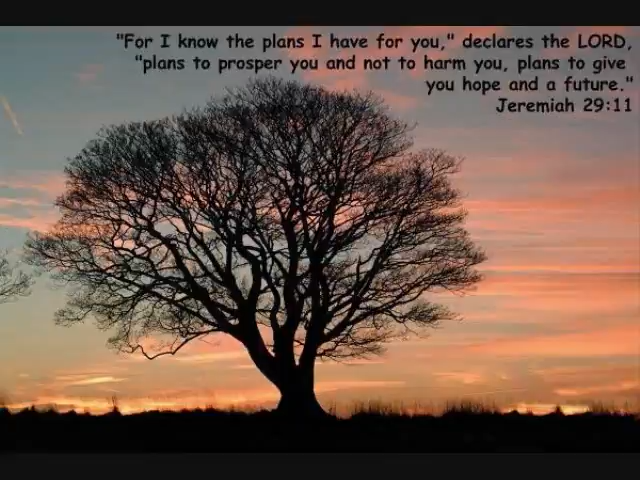 "For I know the plans I have for you," declares the LORD,
"plans to prosper you and not to harm you, plans to give
you hope and a future."
Jeremiah 29:11